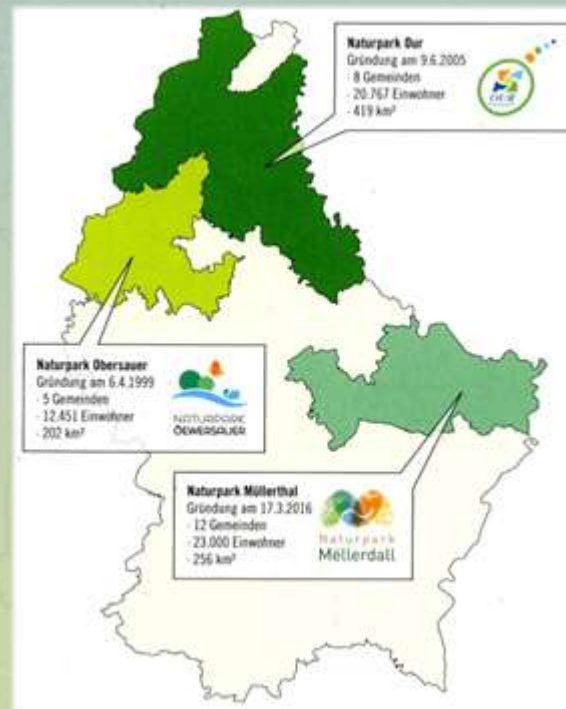 Naturpark Our
Gründung am 9.6.2005
· 8 Gemeinden
· 20.767 Einwohner
· 419 km²
OUR
Naturpark Obersauer
Gründung am 6.4.1999
· 5 Gemeinden
· 12.451 Einwohner
· 202 km²
NATURPARK
ÖEWERSAUER
Naturpark Müllerthal
Gründung am 17.3.2016
· 12 Gemeinden
· 23.000 Einwohner
· 256 km²
Naturpark
Mëllerdall